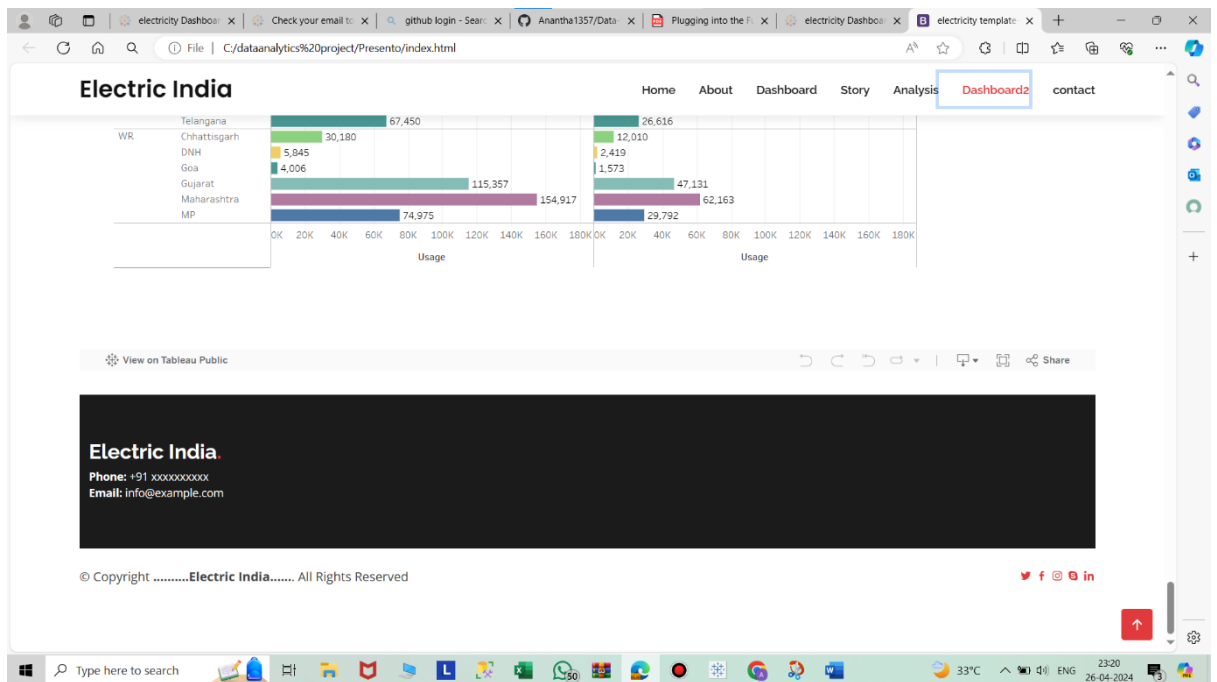 electricity Dashboar
Check your email to
github login - Searc
Anantha1357/Data-
Plugging into the Fu
electricity Dashboar
B electricity template-
File | C:/dataanalytics%20project/Presento/index.html
Electric India
Home About Dashboard Story Analysis Dashboard2 contact
Telangana 67,450 26,616
WR Chhattisgarh 30,180 12,010
DNH 5,845 2,419
Goa 4,006 1,573
Gujarat 115,357 47,131
Maharashtra 154,917 62,163
MP 74,975 29,792
0K 20K 40K 60K 80K 100K 120K 140K 160K 180K 0K 20K 40K 60K 80K 100K 120K 140K 160K 180K
Usage Usage
View on Tableau Public Share
Electric India.
Phone: +91 xxxxxxxxxx
Email: info@example.com
© Copyright ..........Electric India....... All Rights Reserved
Type here to search 50 33°C ENG 23:20
26-04-2024 3